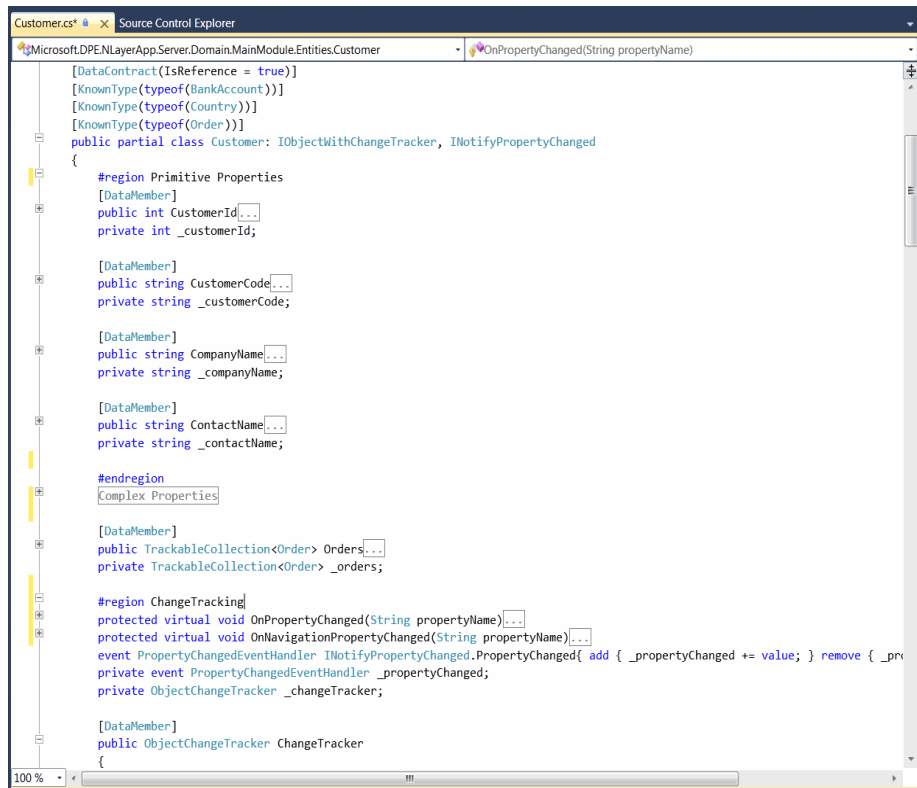 Customer.cs* Source Control Explorer
Microsoft.DPE.NLayerApp.Server.Domain.MainModule.Entities.Customer OnPropertyChanged(String propertyName)
[DataContract(IsReference = true)]
[KnownType(typeof(BankAccount))]
[KnownType(typeof(Country))]
[KnownType(typeof(Order))]
public partial class Customer: IObjectWithChangeTracker, INotifyPropertyChanged
{
#region Primitive Properties
[DataMember]
public int CustomerId...
private int _customerId;
[DataMember]
public string CustomerCode...
private string _customerCode;
[DataMember]
public string CompanyName...
private string _companyName;
[DataMember]
public string ContactName...
private string _contactName;
#endregion
Complex Properties
[DataMember]
public TrackableCollection<Order> Orders...
private TrackableCollection<Order> _orders;
#region ChangeTracking
protected virtual void OnPropertyChanged(String propertyName)...
protected virtual void OnNavigationPropertyChanged(String propertyName)...
event PropertyChangedEventHandler INotifyPropertyChanged.PropertyChanged{ add { _propertyChanged += value; } remove { _pro
private event PropertyChangedEventHandler _propertyChanged;
private ObjectChangeTracker _changeTracker;
[DataMember]
public ObjectChangeTracker ChangeTracker
{
100 %